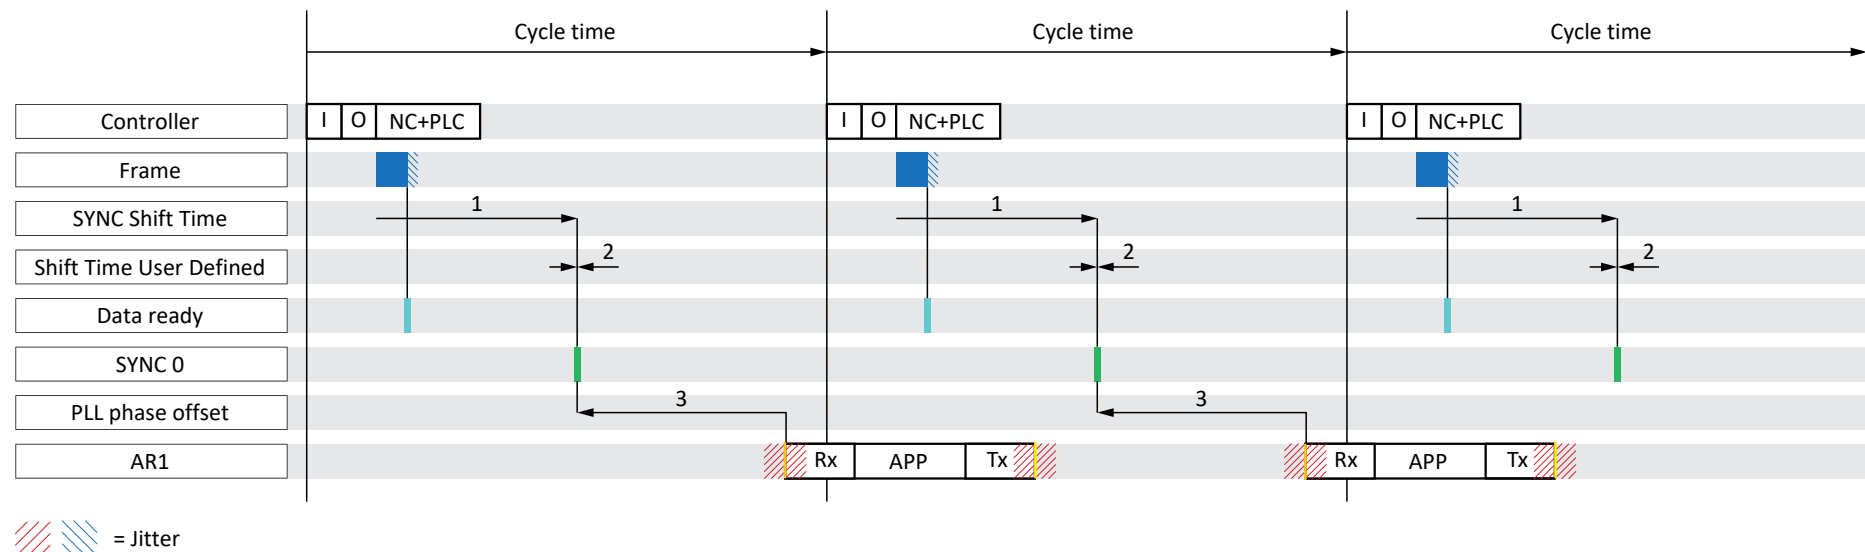 Cycle time Cycle time Cycle time
Controller I O NC+PLC I O NC+PLC I O NC+PLC
Frame
SYNC Shift Time 1 1 1
Shift Time User Defined 2 2 2
Data ready
SYNC 0
PLL phase offset 3 3
AR1 Rx APP Tx Rx APP Tx
= Jitter